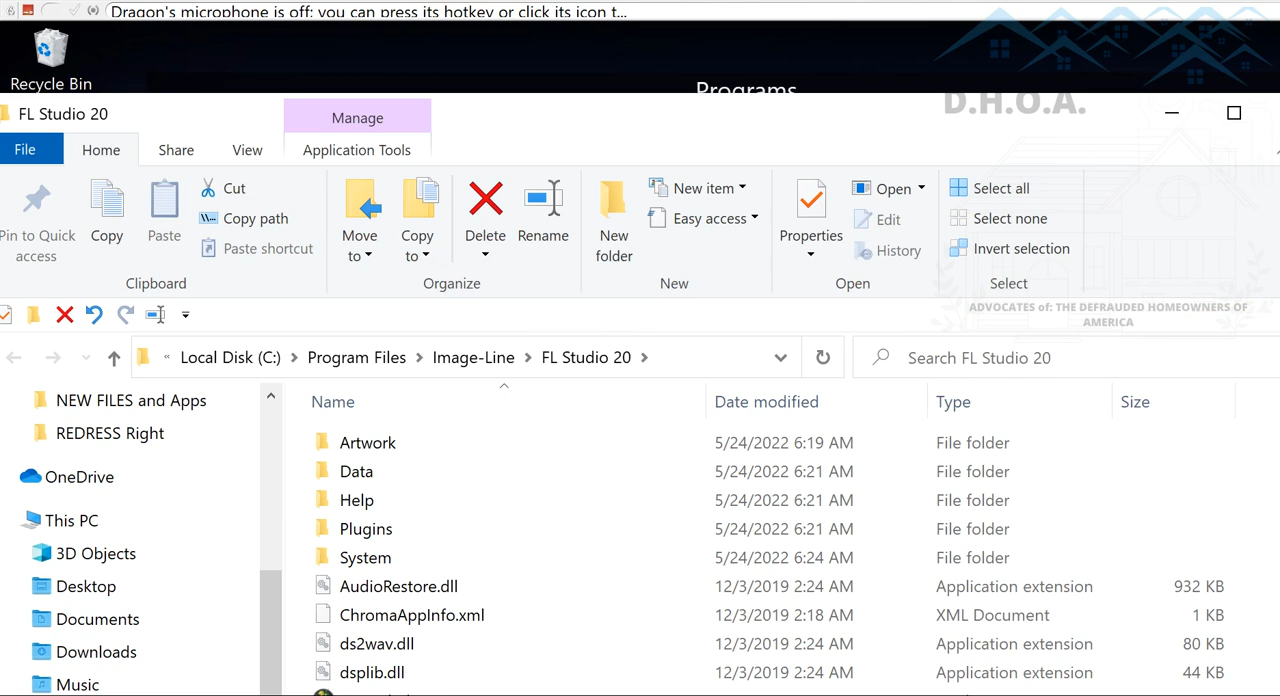 Dragon's microphone is off: you can press its hotkey or click its icon t...
Recycle Bin
Programs
D.H.O.A.
FL Studio 20
Manage
File
Home
Share
View
Application Tools
Pin to Quick access
Copy
Paste
Cut
Copy path
Paste shortcut
Clipboard
Move to
Copy to
Delete
Rename
Organize
New folder
New item
Easy access
New
Properties
Open
Edit
History
Open
Select all
Select none
Invert selection
Select
ADVOCATES of: THE DEFRAUDED HOMEOWNERS OF
AMERICA
« Local Disk (C:) > Program Files > Image-Line > FL Studio 20 >
Search FL Studio 20
NEW FILES and Apps
REDRESS Right
OneDrive
This PC
3D Objects
Desktop
Documents
Downloads
Music
Name Date modified Type Size
Artwork 5/24/2022 6:19 AM File folder
Data 5/24/2022 6:21 AM File folder
Help 5/24/2022 6:21 AM File folder
Plugins 5/24/2022 6:21 AM File folder
System 5/24/2022 6:24 AM File folder
AudioRestore.dll 12/3/2019 2:24 AM Application extension 932 KB
ChromaAppInfo.xml 12/3/2019 2:18 AM XML Document 1 KB
ds2wav.dll 12/3/2019 2:24 AM Application extension 80 KB
dsplib.dll 12/3/2019 2:24 AM Application extension 44 KB